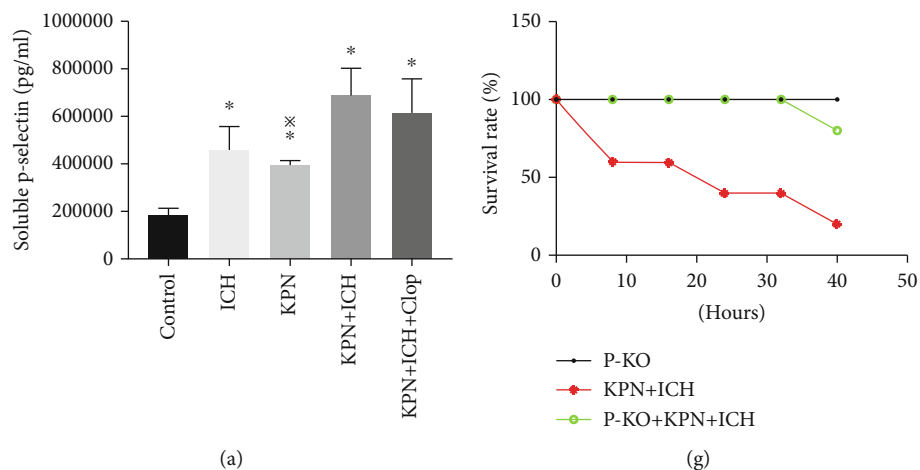 Soluble p-selectin (pg/ml)
1000000
800000
600000
400000
200000
0
*
※
*
*
*
Control
ICH
KPN
KPN+ICH
KPN+ICH+Clop
(a)
Survival rate (%)
150
100
50
0
0
10
20
30
40
50
(Hours)
P-KO
KPN+ICH
P-KO+KPN+ICH
(g)